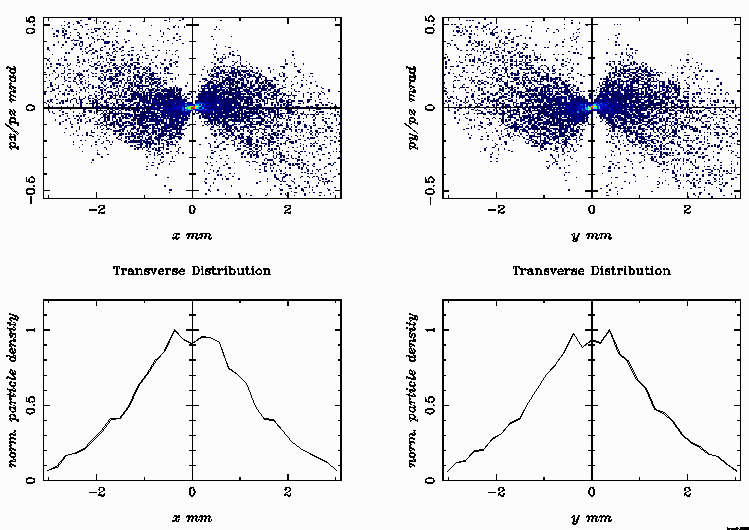 0.5
0
−0.5
px/pz mrad
−2
0
2
x mm
0.5
0
−0.5
py/pz mrad
−2
0
2
y mm
Transverse Distribution
Transverse Distribution
1
0.5
0
norm. particle density
−2
0
2
x mm
1
0.5
0
norm. particle density
−2
0
2
y mm